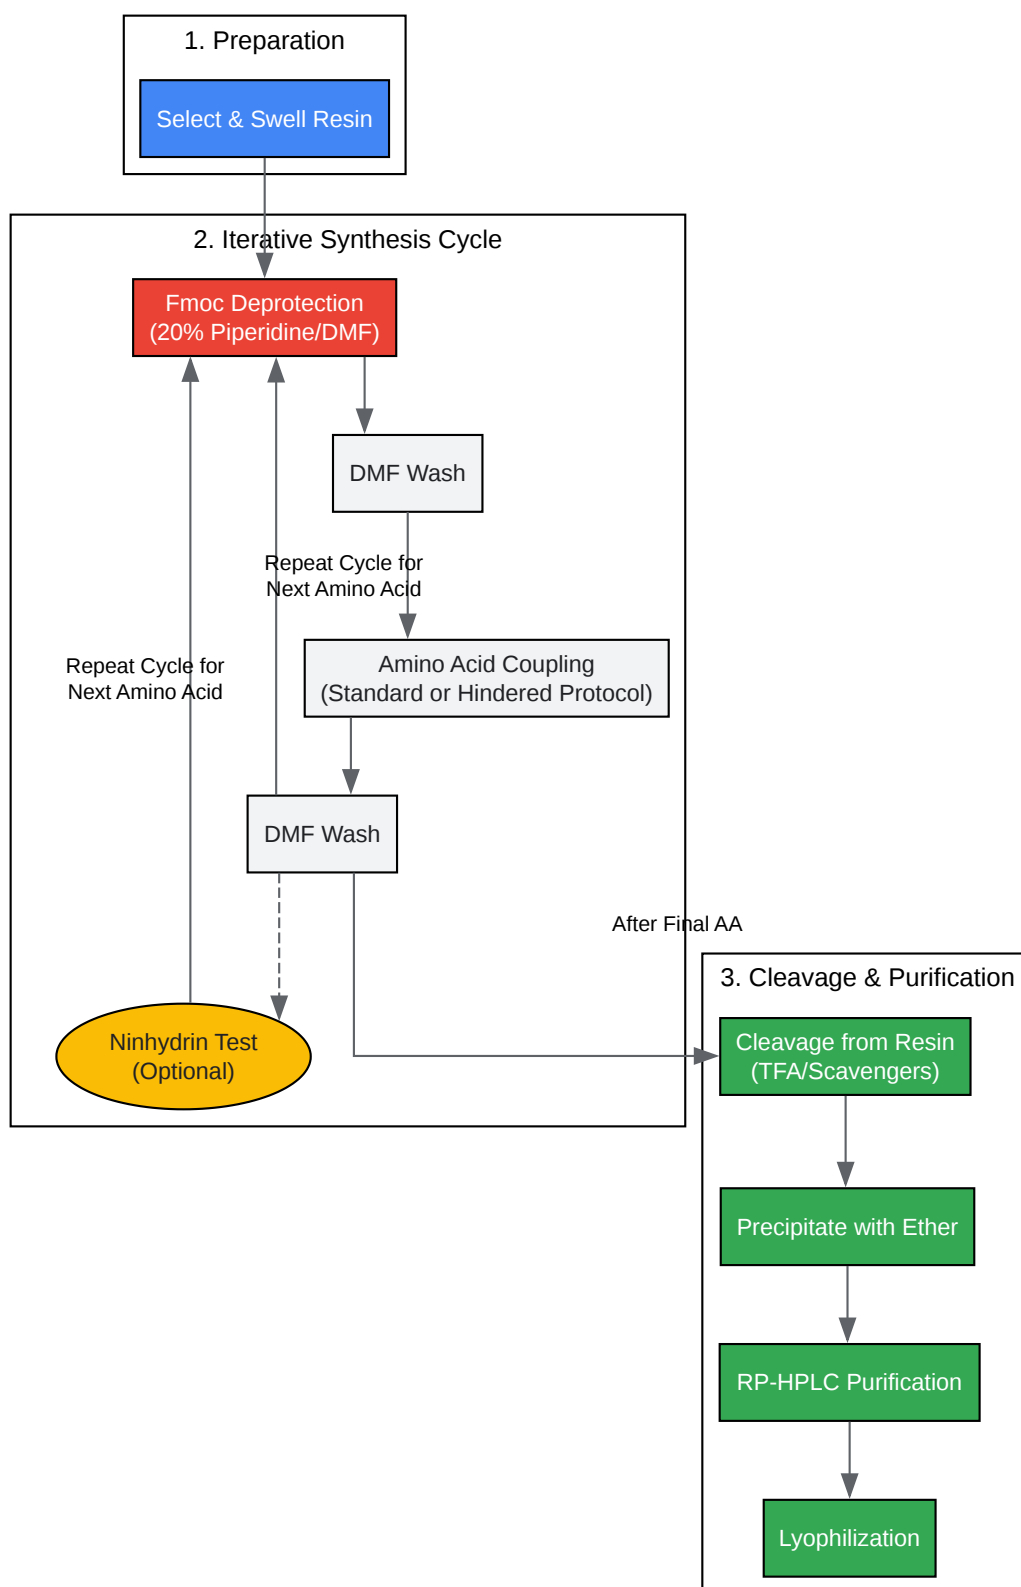 1. Preparation
Select & Swell Resin
2. Iterative Synthesis Cycle
Fmoc Deprotection
(20% Piperidine/DMF)
DMF Wash
Repeat Cycle for
Next Amino Acid
Amino Acid Coupling
(Standard or Hindered Protocol)
Repeat Cycle for
Next Amino Acid
DMF Wash
After Final AA
3. Cleavage & Purification
Ninhydrin Test
(Optional)
Cleavage from Resin
(TFA/Scavengers)
Precipitate with Ether
RP-HPLC Purification
Lyophilization